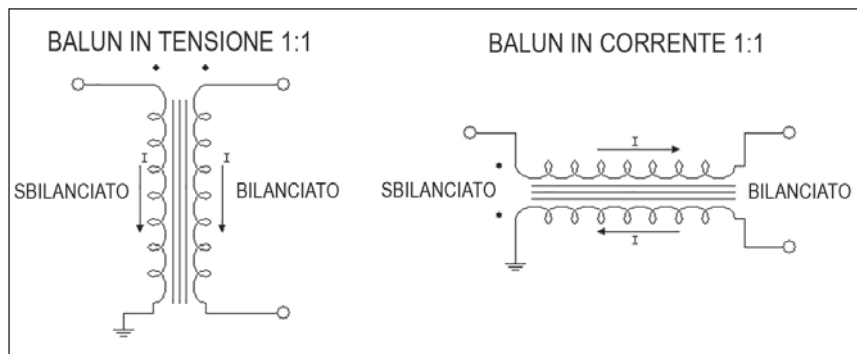 BALUN IN TENSIONE 1:1
I
I
SBILANCIATO
BILANCIATO
BALUN IN CORRENTE 1:1
I
SBILANCIATO
BILANCIATO
I